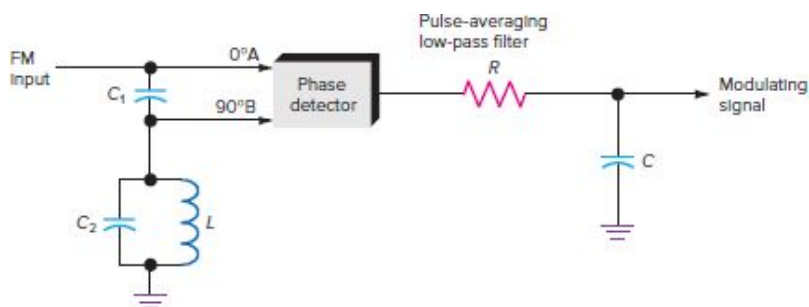 Pulse-averaging
low-pass filter
FM
input
0°A
R
Modulating
signal
C₁
Phase
detector
90°B
C
C₂
L